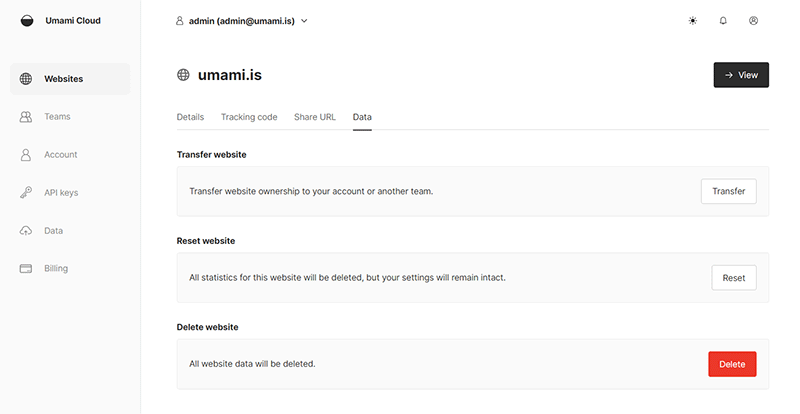 Umami Cloud
admin (admin@umami.is)
Websites
Teams
Account
API keys
Data
Billing
umami.is
View
Details Tracking code Share URL Data
Transfer website
Transfer website ownership to your account or another team.
Transfer
Reset website
All statistics for this website will be deleted, but your settings will remain intact.
Reset
Delete website
All website data will be deleted.
Delete